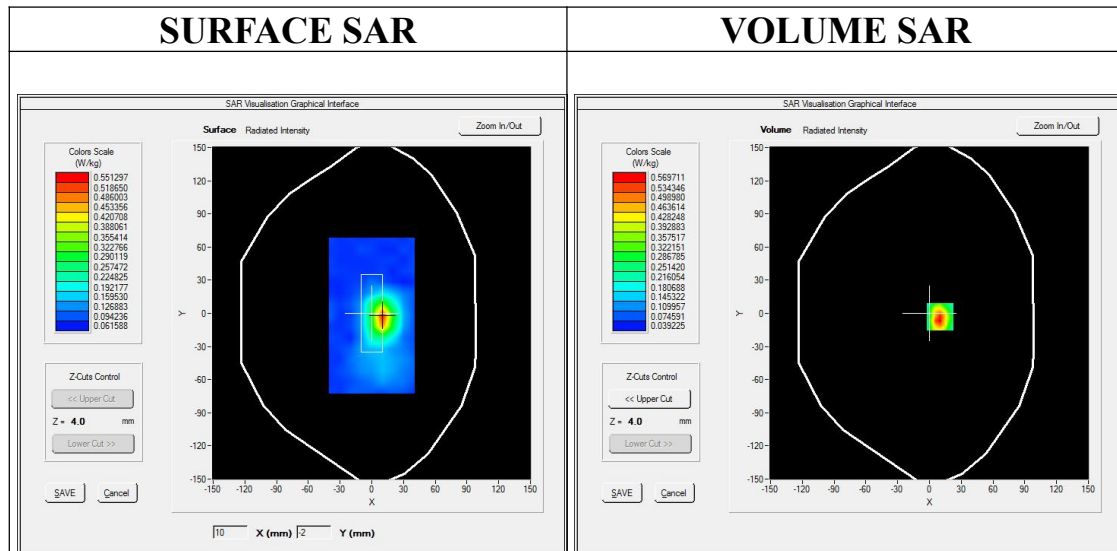 SURFACE SAR
VOLUME SAR
SAR Visualisation Graphical Interface
Surface Radiated Intensity
Zoom In/Out
Colors Scale
(W/kg)
0.551297
0.518650
0.486003
0.453356
0.420708
0.388061
0.355414
0.322766
0.290119
0.257472
0.224825
0.192177
0.159530
0.126883
0.094236
0.061588
150
120
90
60
30
0
-30
-60
-90
-120
-150
Y
-150 -120 -90 -60 -30 0 30 60 90 120 150
X
Z-Cuts Control
<< Upper Cut
Z = 4.0 mm
Lower Cut >>
SAVE Cancel
10 X (mm) -2 Y (mm)
SAR Visualisation Graphical Interface
Volume Radiated Intensity
Zoom In/Out
Colors Scale
(W/kg)
0.569711
0.534346
0.498980
0.463614
0.428248
0.392883
0.357517
0.322151
0.286785
0.251420
0.216054
0.180688
0.145322
0.109957
0.074591
0.039225
150
120
90
60
30
0
-30
-60
-90
-120
-150
Y
-150 -120 -90 -60 -30 0 30 60 90 120 150
X
Z-Cuts Control
<< Upper Cut
Z = 4.0 mm
Lower Cut >>
SAVE Cancel